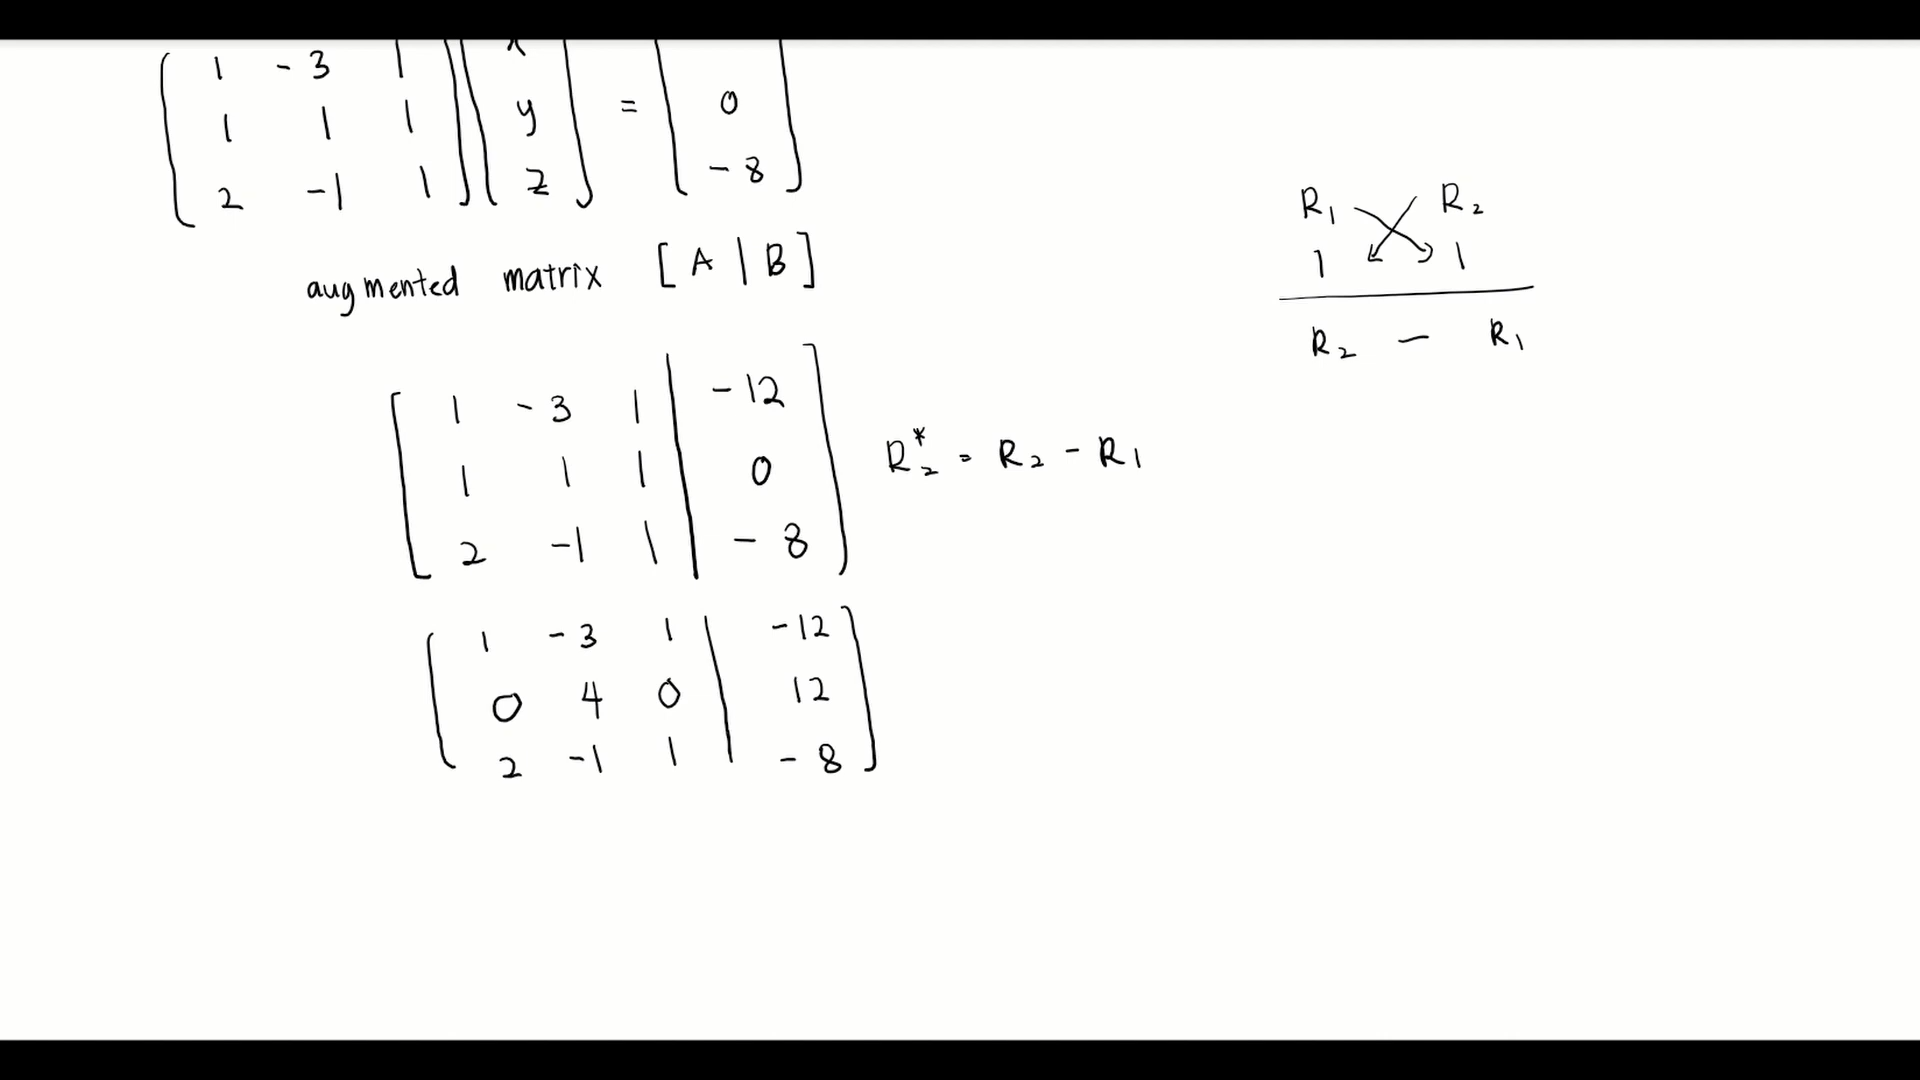 1 -3 1 x
1 1 1 y = 0
2 -1 1 z -8
augmented matrix [A | B]
1 -3 1 | -12
1 1 1 | 0
2 -1 1 | -8
R₂* = R₂ - R₁
1 -3 1 | -12
0 4 0 | 12
2 -1 1 | -8
R₁ R₂
1 1
R₂ - R₁